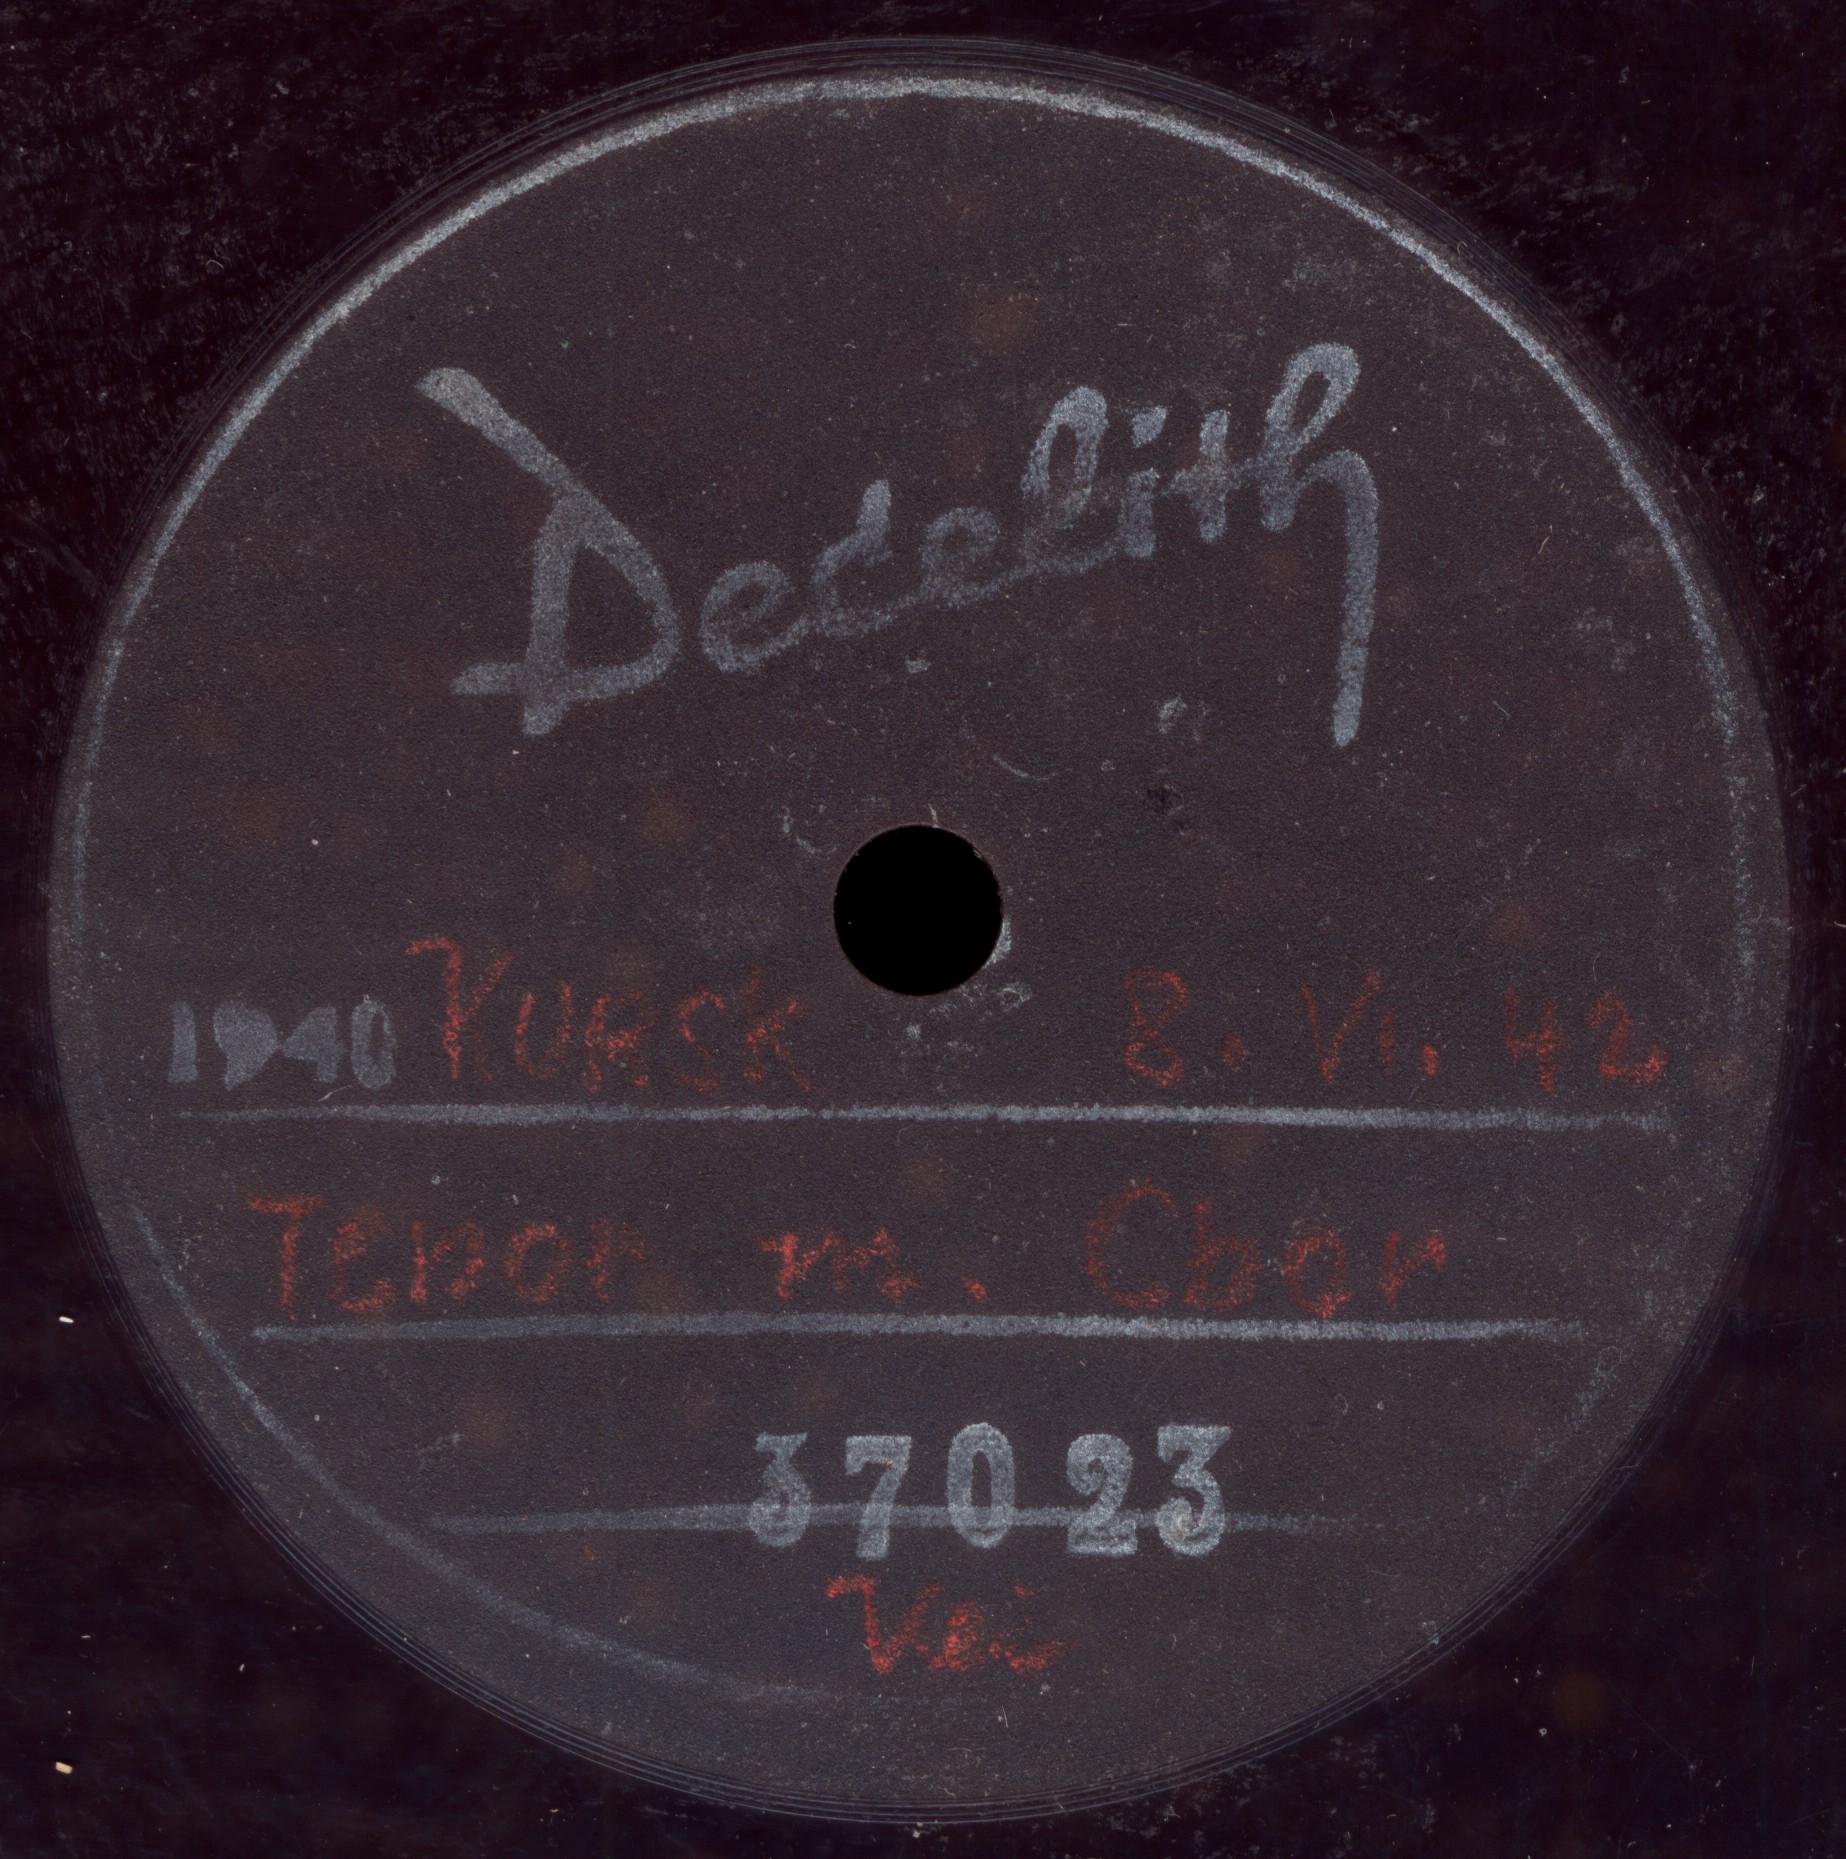 Decelith
1940 KURSK 8. VI. 42
Tenor m. Chor
37023